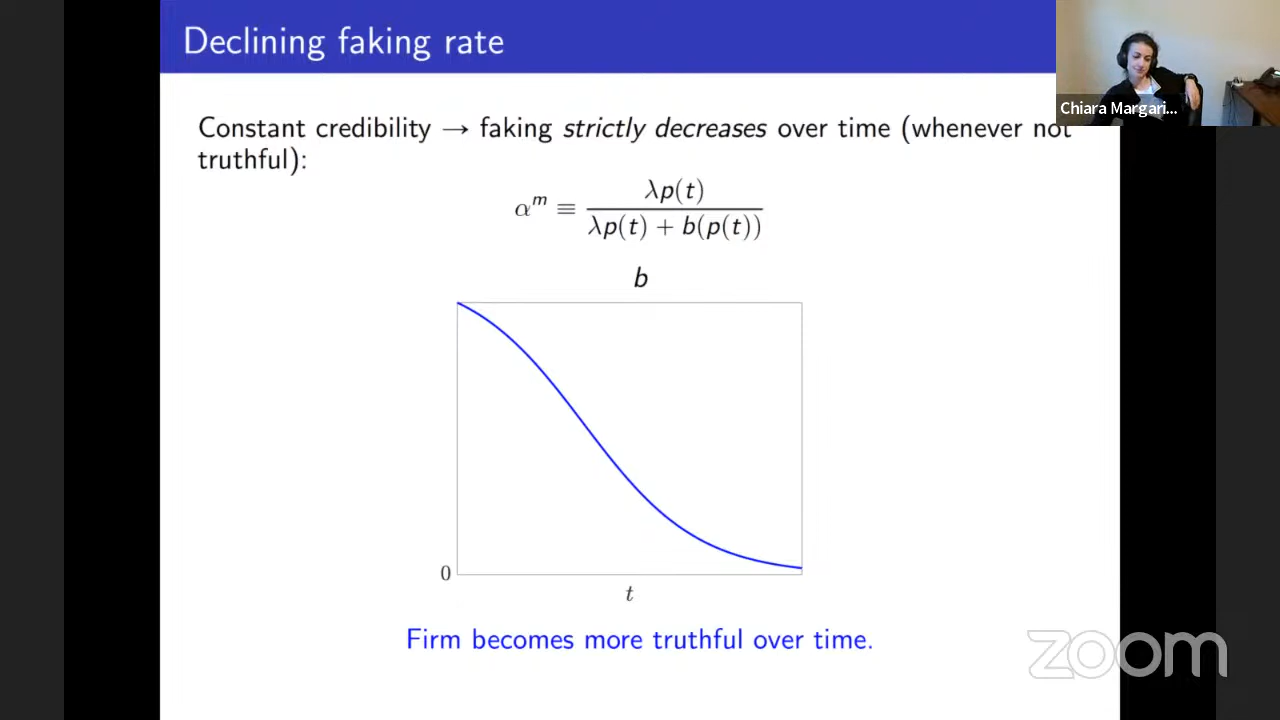 Declining faking rate
Chiara Margari...
Constant credibility → faking strictly decreases over time (whenever not
truthful):
α^m ≡ λp(t) / (λp(t) + b(p(t)))
b
0
t
Firm becomes more truthful over time.
zoom